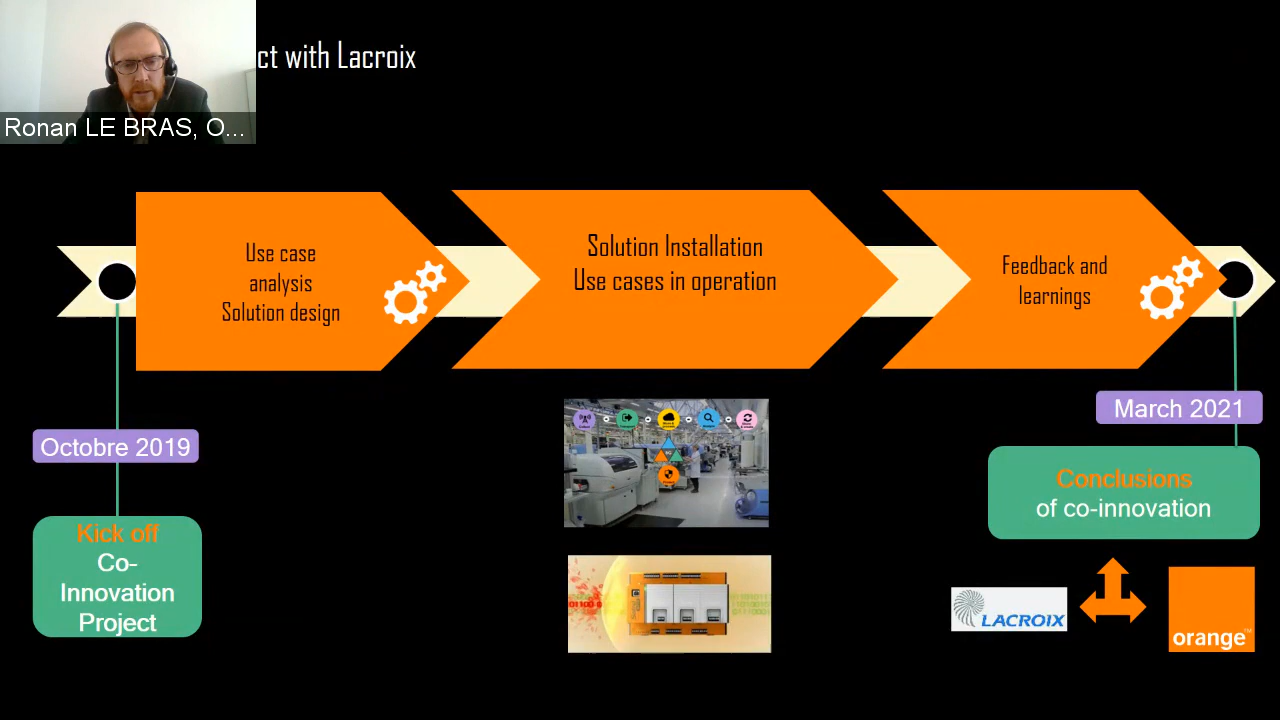 ct with Lacroix
Ronan LE BRAS, O...
Use case
analysis
Solution design
Solution Installation
Use cases in operation
Feedback and
learnings
Octobre 2019
March 2021
Kick off
Co-
Innovation
Project
Conclusions
of co-innovation
LACROIX
orange™